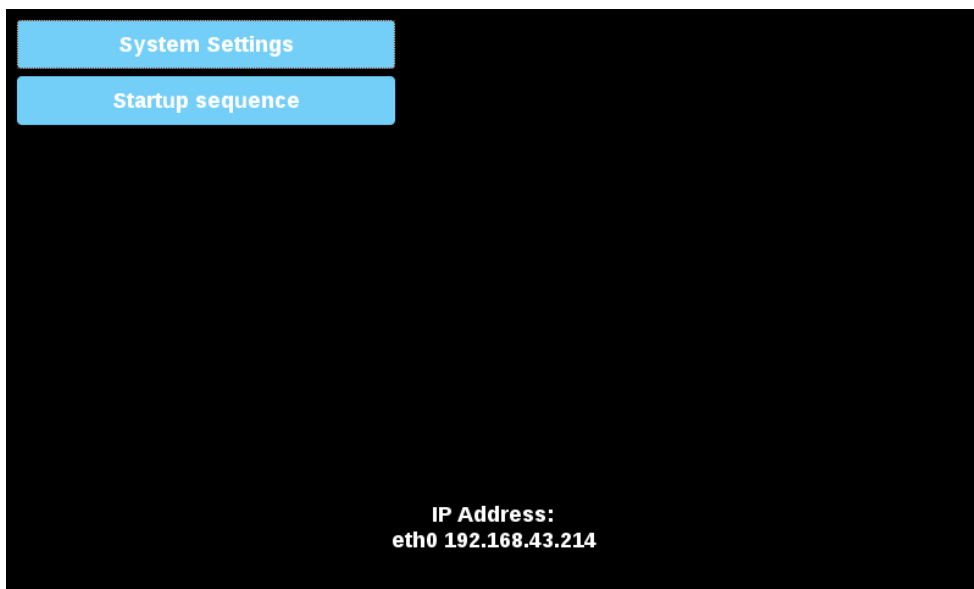 System Settings
Startup sequence
IP Address:
eth0 192.168.43.214